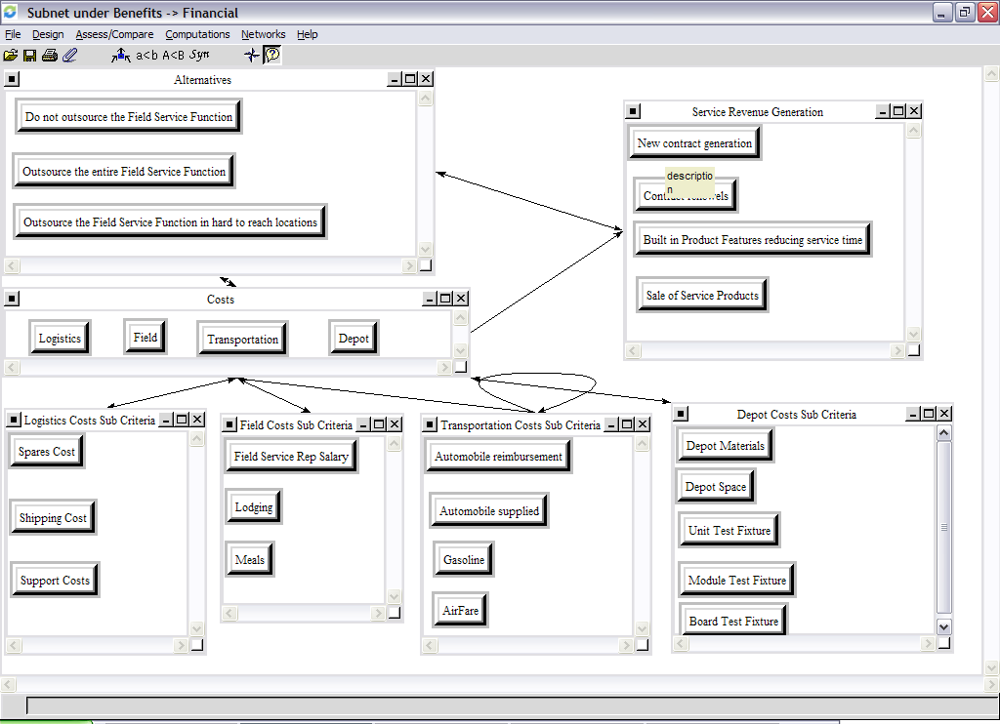 Subnet under Benefits -> Financial
File Design Assess/Compare Computations Networks Help
a<b A<B Syn
Alternatives
Do not outsource the Field Service Function
Outsource the entire Field Service Function
Outsource the Field Service Function in hard to reach locations
Service Revenue Generation
New contract generation
descriptio
n
Built in Product Features reducing service time
Sale of Service Products
Costs
Logistics
Field
Transportation
Depot
Logistics Costs Sub Criteria
Spares Cost
Shipping Cost
Support Costs
Field Costs Sub Criteria
Field Service Rep Salary
Lodging
Meals
Transportation Costs Sub Criteria
Automobile reimbursement
Automobile supplied
Gasoline
AirFare
Depot Costs Sub Criteria
Depot Materials
Depot Space
Unit Test Fixture
Module Test Fixture
Board Test Fixture